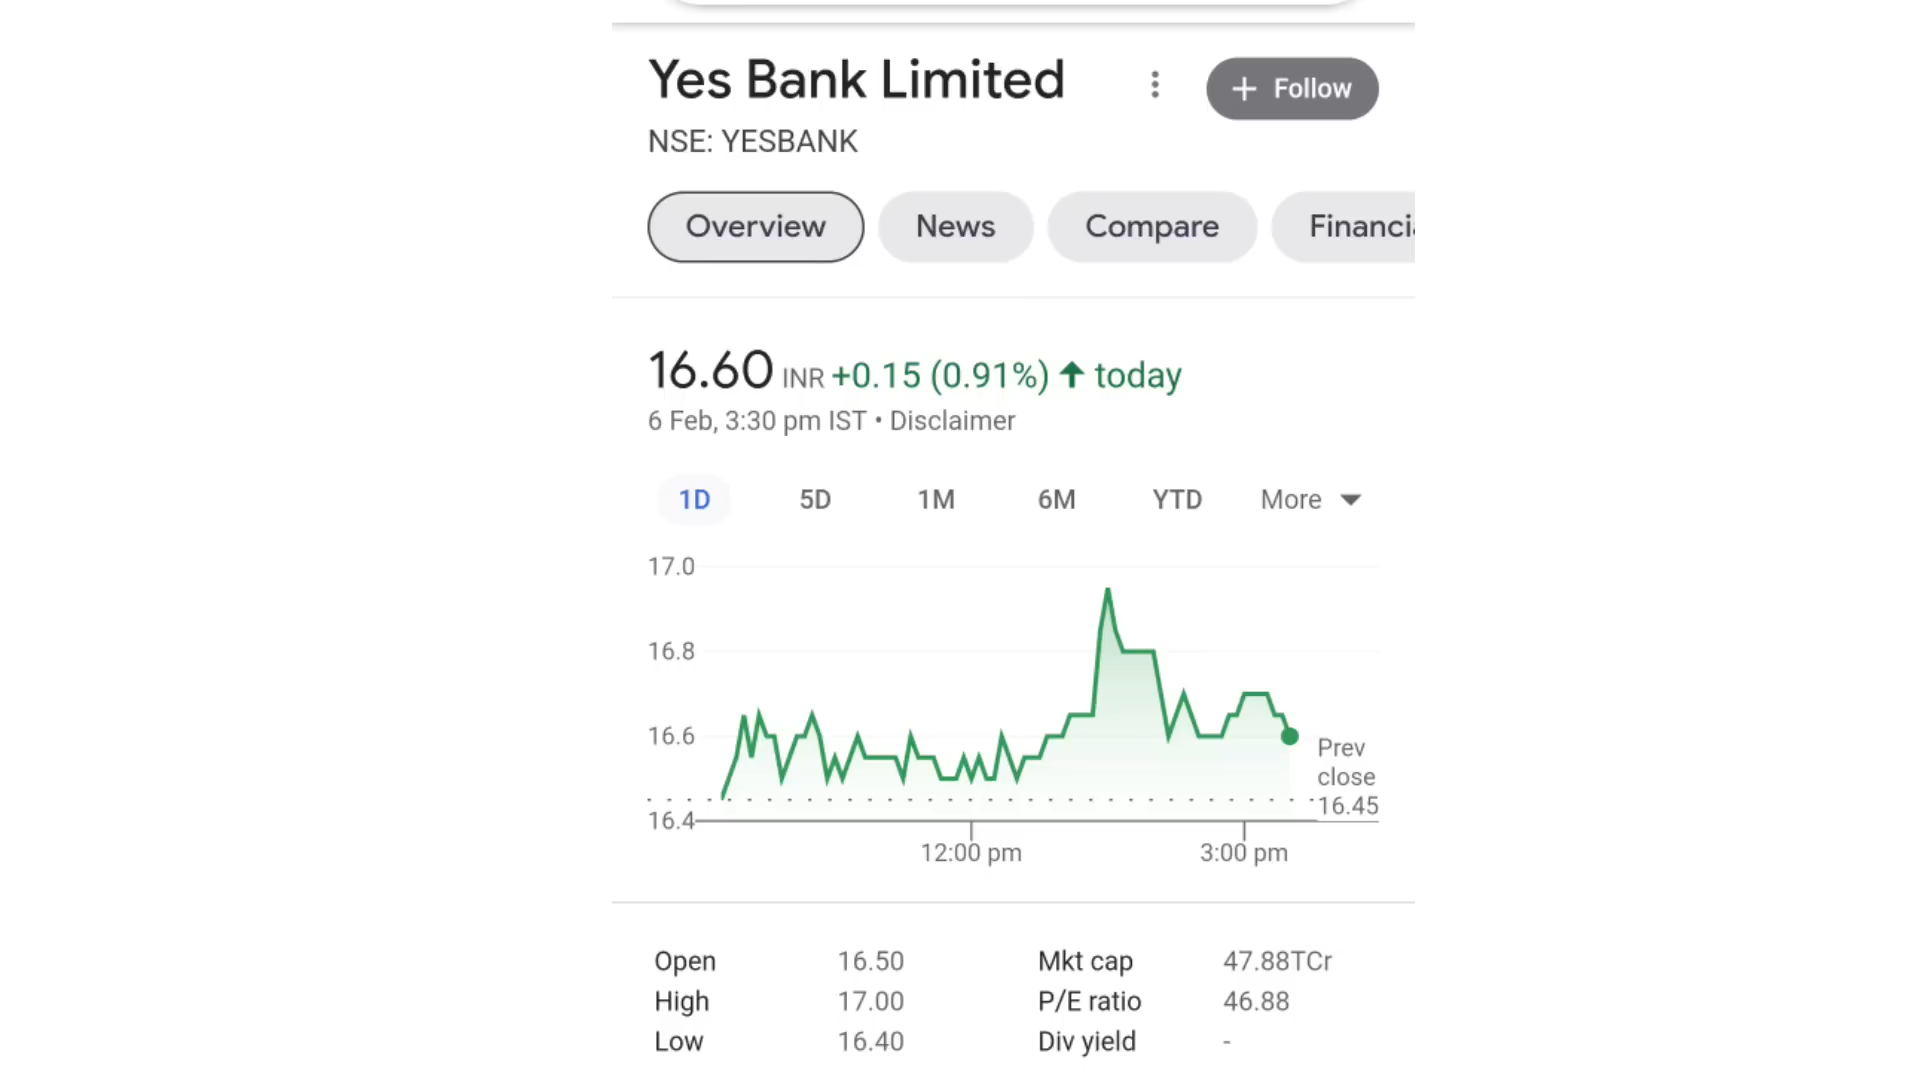 Yes Bank Limited
+ Follow
NSE: YESBANK
Overview News Compare Financi
16.60 INR +0.15 (0.91%) ↑ today
6 Feb, 3:30 pm IST • Disclaimer
1D 5D 1M 6M YTD More
17.0
16.8
16.6
Prev
close
16.45
16.4
12:00 pm 3:00 pm
Open 16.50 Mkt cap 47.88TCr
High 17.00 P/E ratio 46.88
Low 16.40 Div yield -